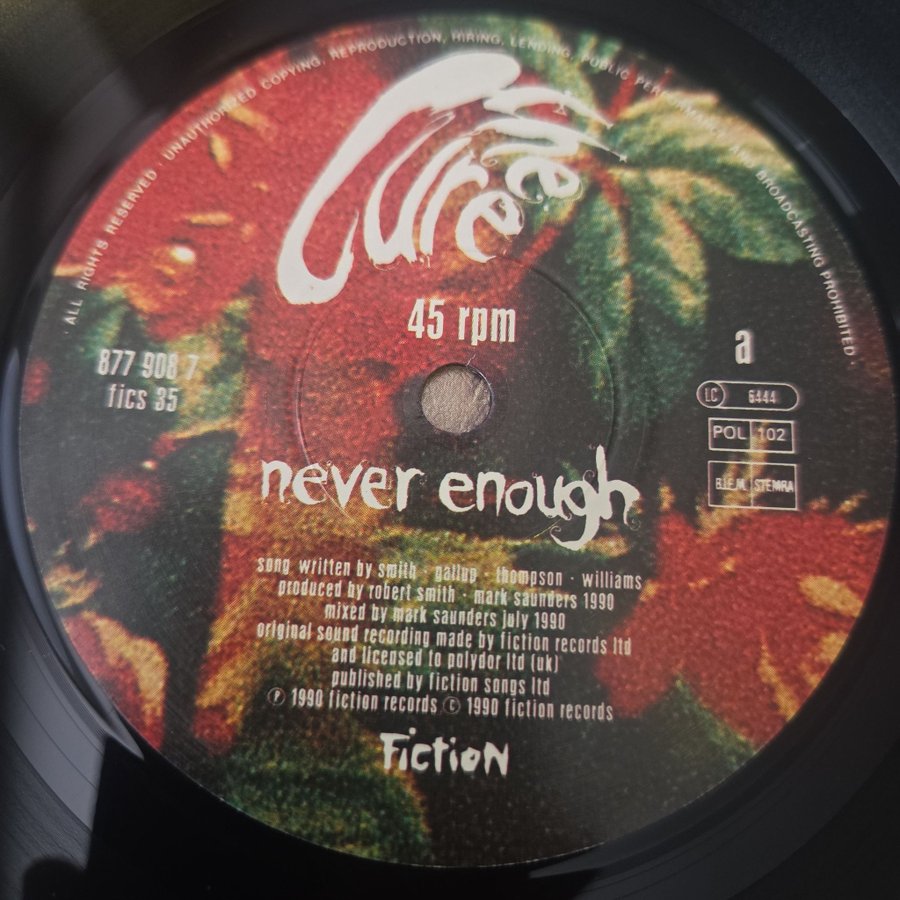 ALL RIGHTS RESERVED · UNAUTHORIZED COPYING, REPRODUCTION, HIRING, LENDING, PUBLIC PERFORMANCE AND BROADCASTING PROHIBITED ·
the
Cure
45 rpm
877 908 7
fics 35
a
LC 6444
POL 102
B.I.E.M. STEMRA
never enough
song written by smith · gallup · thompson · williams
produced by robert smith · mark saunders 1990
mixed by mark saunders july 1990
original sound recording made by fiction records ltd
and licensed to polydor ltd (uk)
published by fiction songs ltd
℗ 1990 fiction records © 1990 fiction records
Fiction